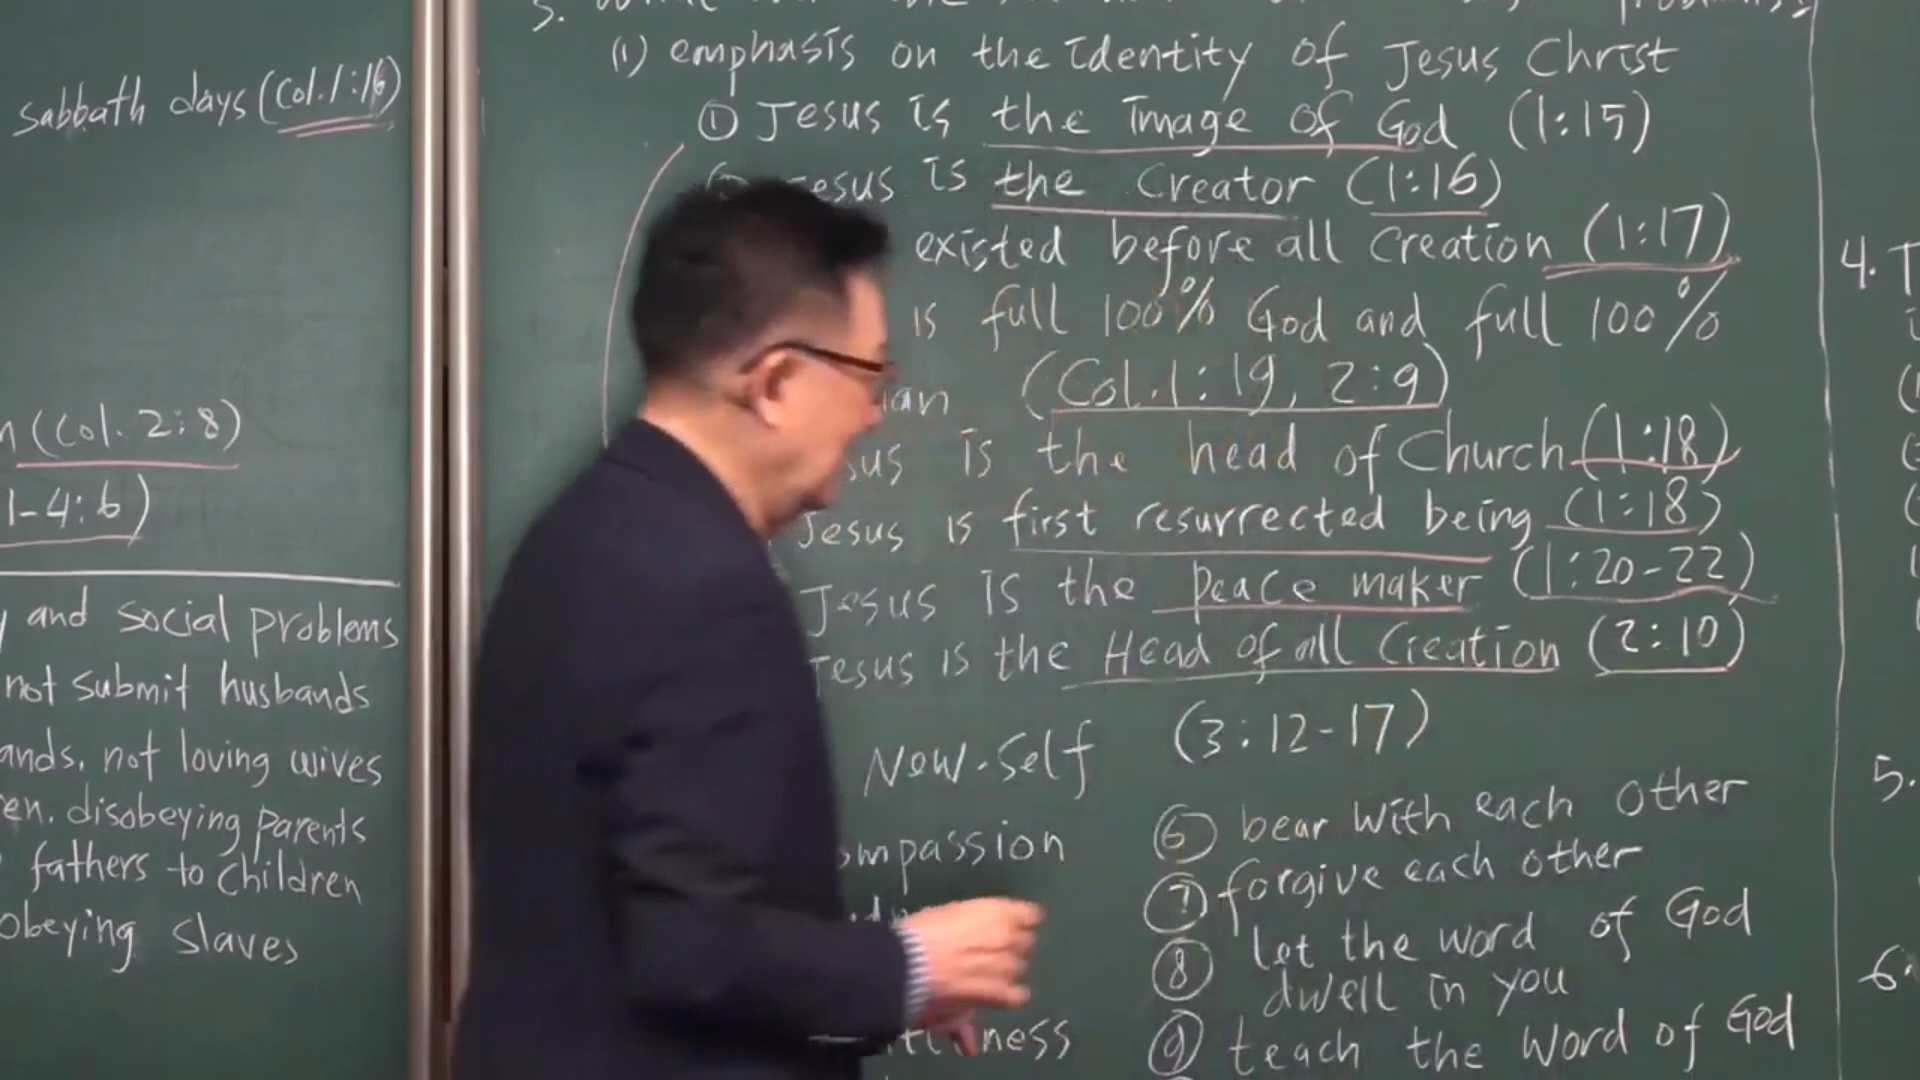 sabbath days (Col. 1:16)
(Col. 2:8)
1-4:6)
and social problems
not submit husbands
not loving wives
disobeying parents
fathers to children
obeying slaves
(1) emphasis on the identity of Jesus Christ
① Jesus is the image of God (1:15)
is the Creator (1:16)
existed before all Creation (1:17)
is full 100% God and full 100%
(Col. 1:19, 2:9)
is the head of Church (1:18)
Jesus is first resurrected being (1:18)
Jesus is the peace maker (1:20-22)
Jesus is the Head of all Creation (2:10)
New-Self (3:12-17)
⑥ bear with each other
⑦ forgive each other
⑧ let the word of God
dwell in you
⑨ teach the word of God
4.
5.
6.